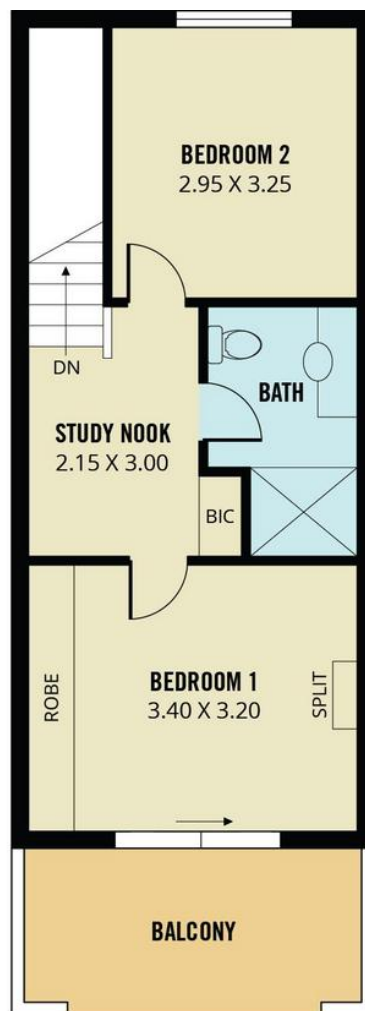 BEDROOM 2
2.95 X 3.25
DN
BATH
STUDY NOOK
2.15 X 3.00
BIC
ROBE
BEDROOM 1
3.40 X 3.20
SPLIT
BALCONY